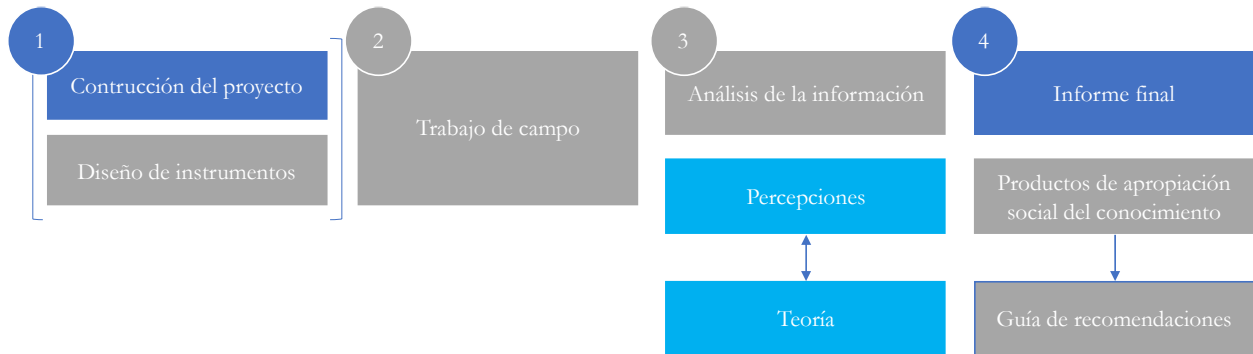 1
Contrucción del proyecto
Diseño de instrumentos
2
Trabajo de campo
3
Análisis de la información
Percepciones
Teoría
4
Informe final
Productos de apropiación
social del conocimiento
Guía de recomendaciones